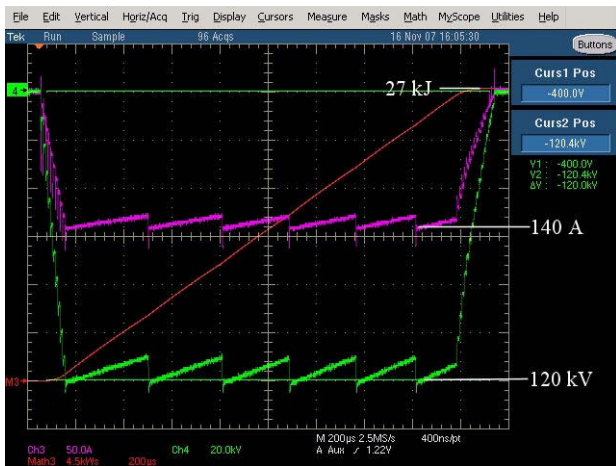 File Edit Vertical Horiz/Acq Trig Display Cursors Measure Masks Math MyScope Utilities Help
Tek Run Sample 96 Acqs 16 Nov 07 16:05:30 Buttons
Curs1 Pos
-400.0V
Curs2 Pos
-120.4kV
V1: -400.0V
V2: -120.4kV
ΔV: -120.0kV
4
27 kJ
140 A
M3
120 kV
Ch3 50.0A Ch4 20.0kV M 200µs 2.5MS/s 400ns/pt
A Aux ∕ 1.22V
Math3 4.5kWs 200µs